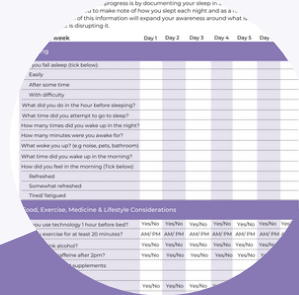 progress is by documenting your sleep in
to make note of how you slept each night and as a
of this information will expand your awareness around what
is disrupting it.
week Day 1 Day 2 Day 3 Day 4 Day 5 Day
you fall asleep (tick below):
Easily
After some time
With difficulty
What did you do in the hour before sleeping?
What time did you attempt to go to sleep?
How many times did you wake up in the night?
How many minutes were you awake for?
What woke you up? (e.g noise, pets, bathroom)
What time did you wake up in the morning?
How did you feel in the morning (Tick below):
Refreshed
Somewhat refreshed
Tired/ fatigued
Food, Exercise, Medicine & Lifestyle Considerations
you use technology 1 hour before bed? Yes/No Yes/No Yes/No Yes/No Yes/No Yes/No
exercise for at least 20 minutes? AM/ PM AM/ PM AM/ PM AM/ PM AM/ PM AM/ PM
alcohol? Yes/No Yes/No Yes/No Yes/No Yes/No Yes/No
caffeine after 2pm? Yes/No Yes/No Yes/No Yes/No Yes/No Yes/No
supplements:
Yes/No Yes/No Yes/No Yes/No Yes/No